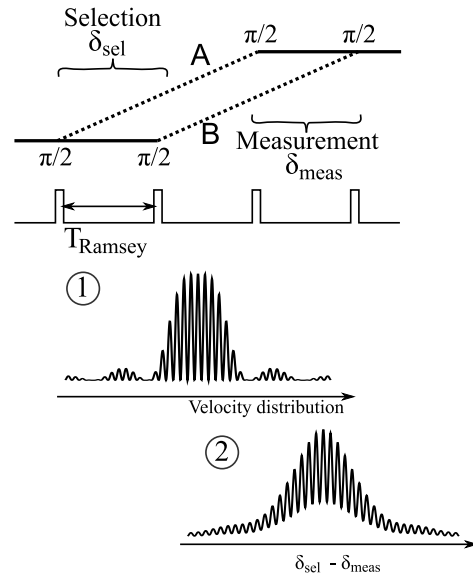 Selection
δsel
A
π/2
π/2
B
π/2
π/2
Measurement
δmeas
TRamsey
1
Velocity distribution
2
δsel - δmeas